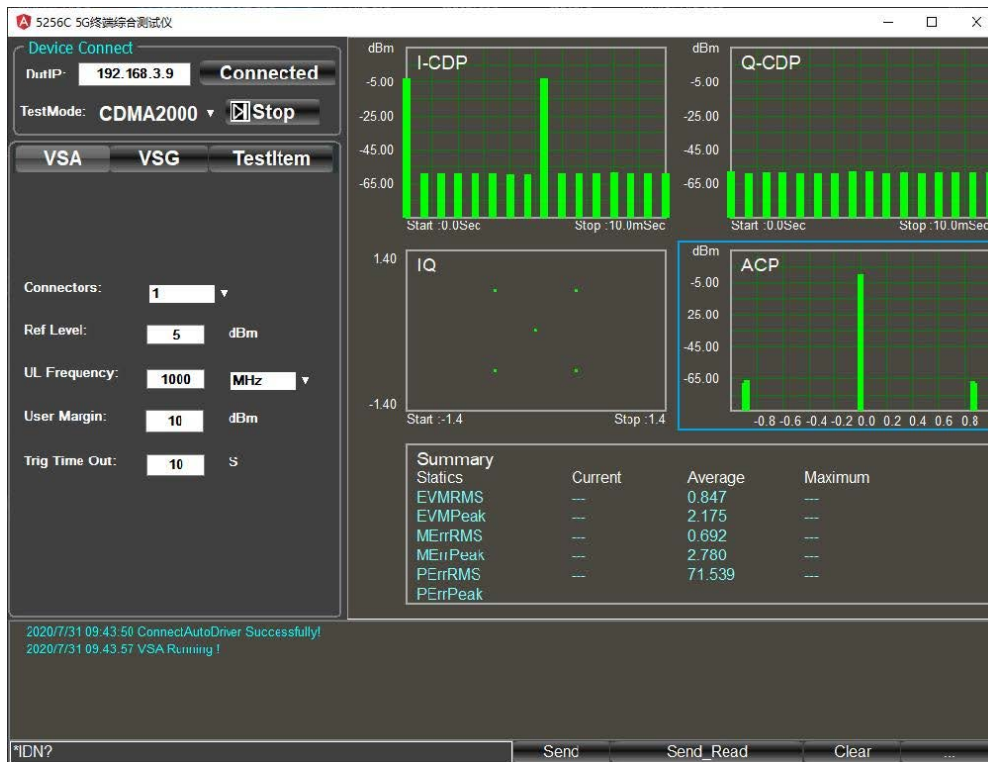 5256C 5G终端综合测试仪
Device Connect
DutIP: 192.168.3.9 Connected
TestMode: CDMA2000 Stop
VSA VSG TestItem
Connectors: 1
Ref Level: 5 dBm
UL Frequency: 1000 MHz
User Margin: 10 dBm
Trig Time Out: 10 S
dBm
I-CDP
-5.00
-25.00
-45.00
-65.00
Start :0.0Sec Stop :10.0mSec
dBm
Q-CDP
-5.00
-25.00
-45.00
-65.00
Start :0.0Sec Stop :10.0mSec
1.40
IQ
-1.40
Start :-1.4 Stop :1.4
dBm
ACP
-5.00
25.00
-45.00
-65.00
-0.8 -0.6 -0.4 -0.2 0.0 0.2 0.4 0.6 0.8
Summary
Statics Current Average Maximum
EVMRMS --- 0.847 ---
EVMPeak --- 2.175 ---
MErrRMS --- 0.692 ---
MErrPeak --- 2.780 ---
PErrRMS --- 71.539 ---
PErrPeak
2020/7/31 09:43:50 ConnectAutoDriver Successfully!
2020/7/31 09:43:57 VSA Running !
*IDN? Send Send_Read Clear ...